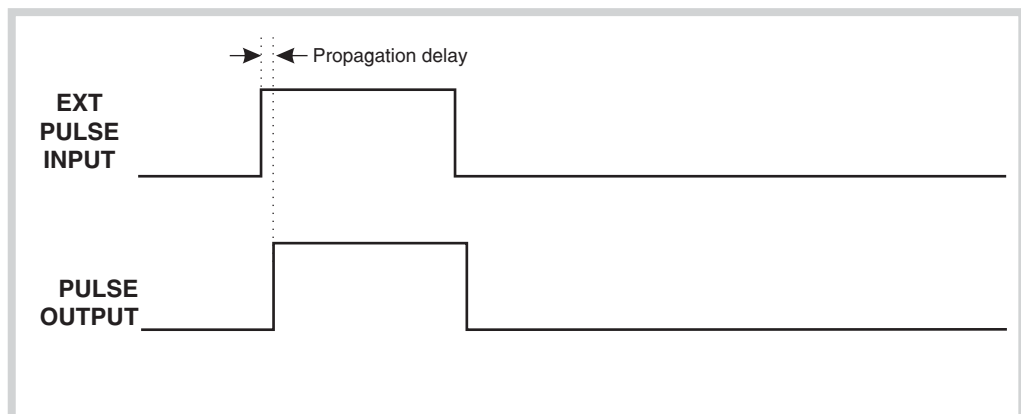 Propagation delay
EXT
PULSE
INPUT
PULSE
OUTPUT